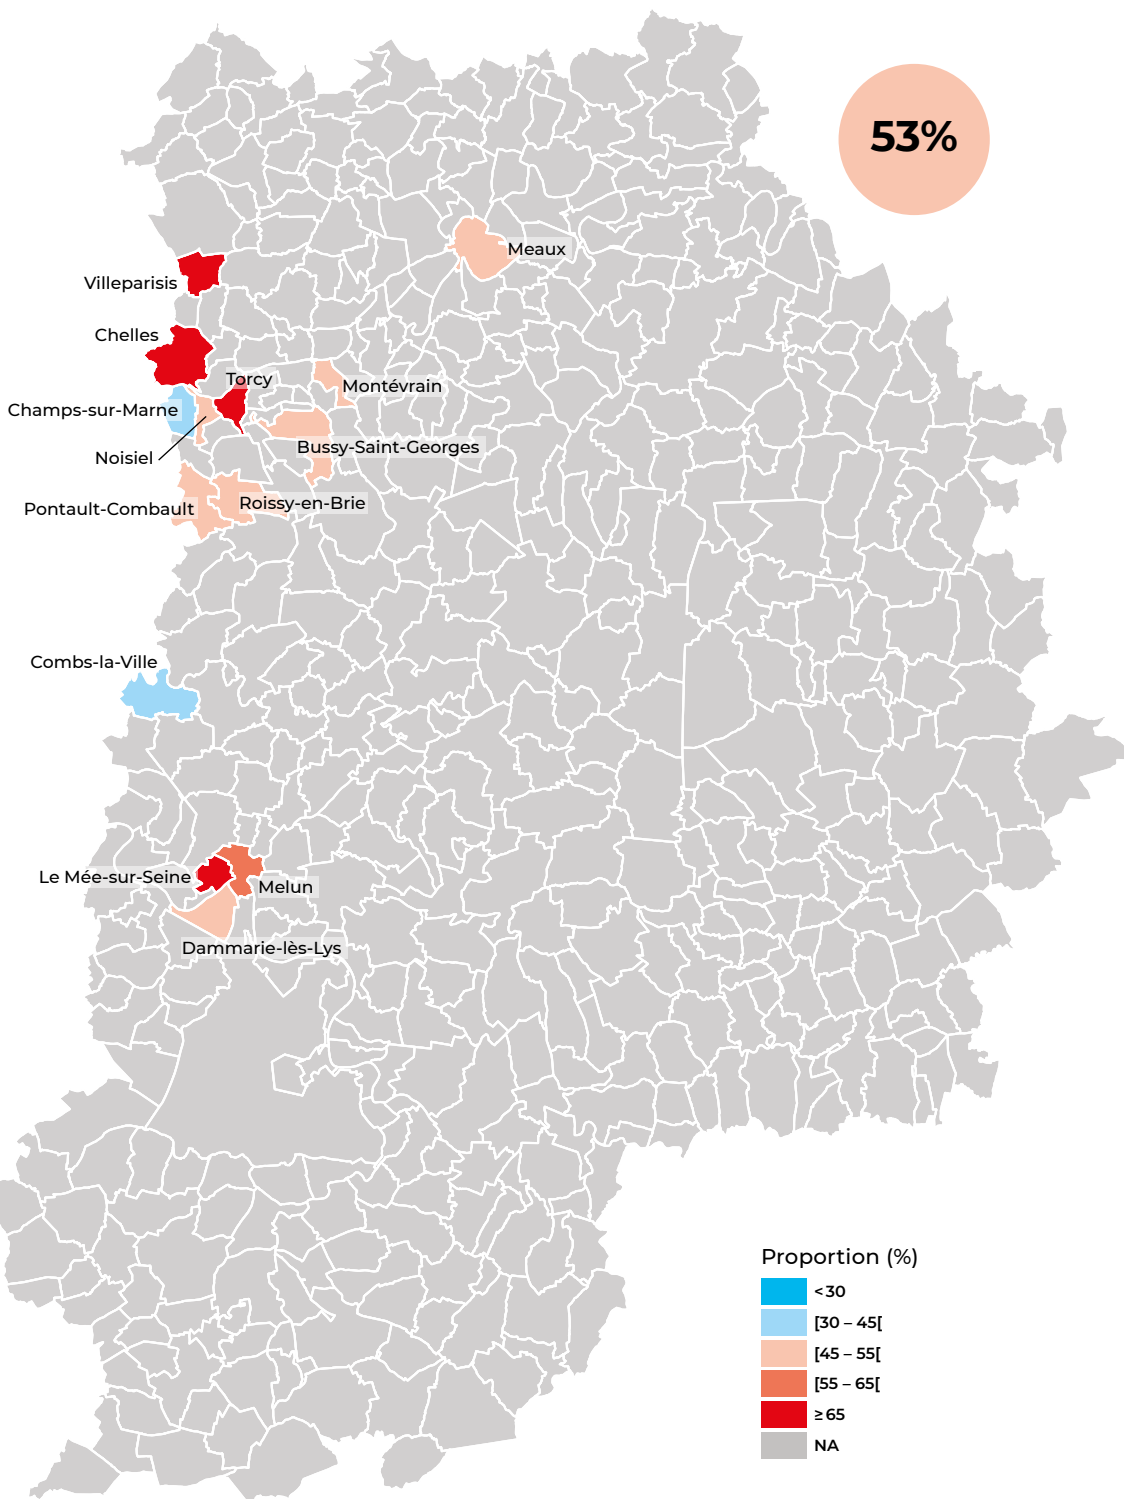 53%
Meaux
Villeparisis
Chelles
Torcy
Montévrain
Champs-sur-Marne
Bussy-Saint-Georges
Noisiel
Roissy-en-Brie
Pontault-Combault
Combs-la-Ville
Le Mée-sur-Seine
Melun
Dammarie-lès-Lys
Proportion (%)
<30
[30 – 45[
[45 – 55[
[55 – 65[
≥65
NA